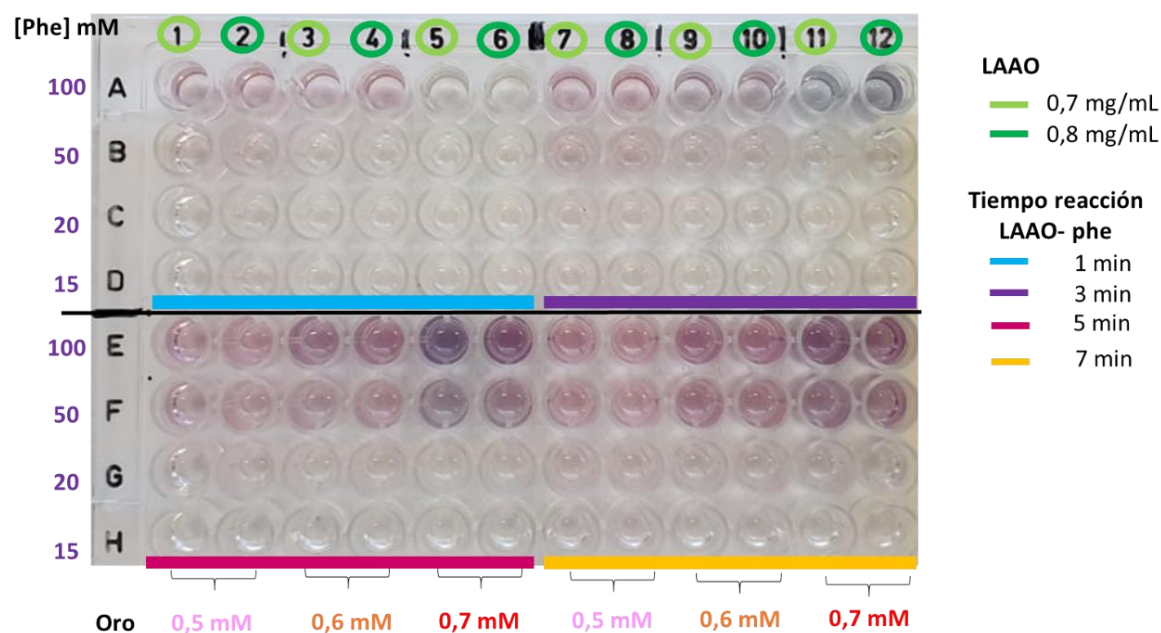 [Phe] mM
1 2 3 4 5 6 7 8 9 10 11 12
100 A
50 B
20 C
15 D
100 E
50 F
20 G
15 H
Oro 0,5 mM 0,6 mM 0,7 mM 0,5 mM 0,6 mM 0,7 mM
LAAO
0,7 mg/mL
0,8 mg/mL
Tiempo reacción
LAAO- phe
1 min
3 min
5 min
7 min